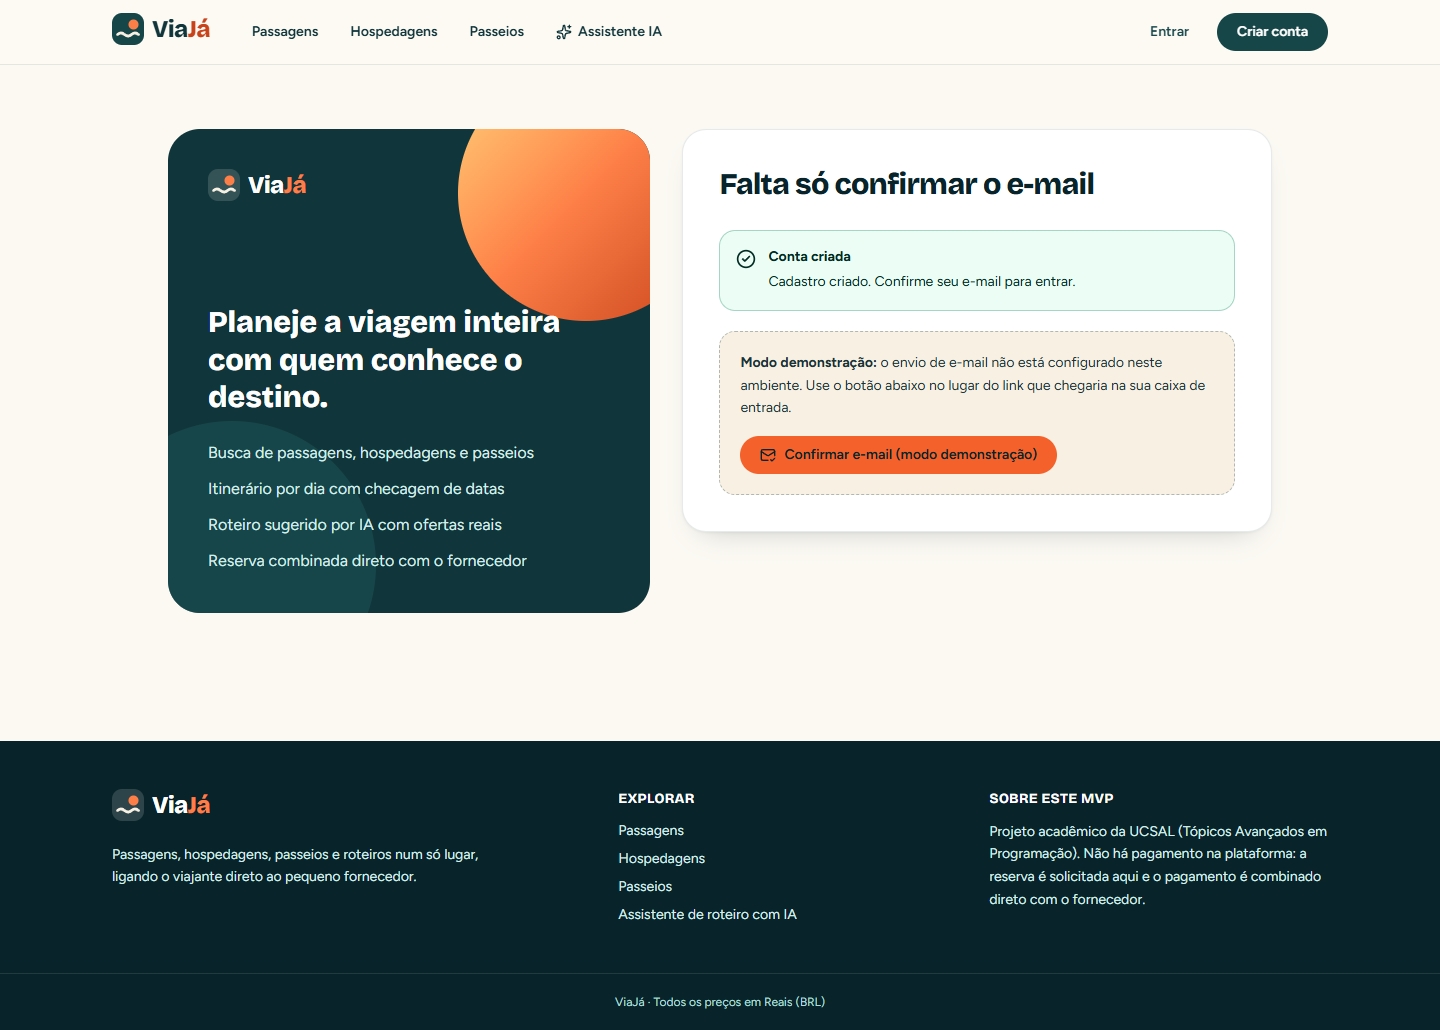 ViaJá
Passagens
Hospedagens
Passeios
Assistente IA
Entrar
Criar conta
ViaJá
Planeje a viagem inteira
com quem conhece o
destino.
Busca de passagens, hospedagens e passeios
Itinerário por dia com checagem de datas
Roteiro sugerido por IA com ofertas reais
Reserva combinada direto com o fornecedor
Falta só confirmar o e-mail
Conta criada
Cadastro criado. Confirme seu e-mail para entrar.
Modo demonstração: o envio de e-mail não está configurado neste
ambiente. Use o botão abaixo no lugar do link que chegaria na sua caixa de
entrada.
Confirmar e-mail (modo demonstração)
ViaJá
Passagens, hospedagens, passeios e roteiros num só lugar,
ligando o viajante direto ao pequeno fornecedor.
EXPLORAR
Passagens
Hospedagens
Passeios
Assistente de roteiro com IA
SOBRE ESTE MVP
Projeto acadêmico da UCSAL (Tópicos Avançados em
Programação). Não há pagamento na plataforma: a
reserva é solicitada aqui e o pagamento é combinado
direto com o fornecedor.
ViaJá · Todos os preços em Reais (BRL)